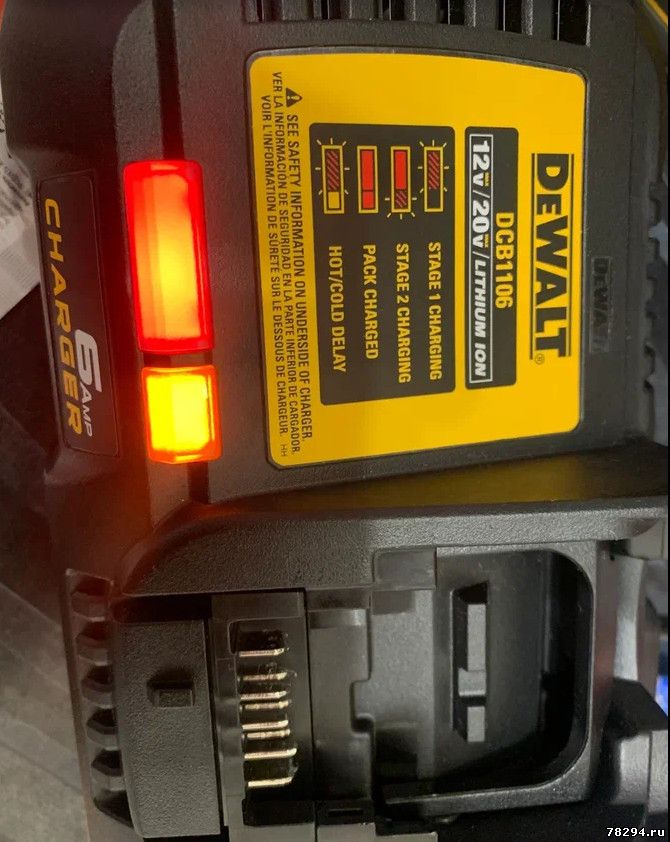 DEWALT®
DCB1106
12V MAX/20V MAX/LITHIUM ION
STAGE 1 CHARGING
STAGE 2 CHARGING
PACK CHARGED
HOT/COLD DELAY
SEE SAFETY INFORMATION ON UNDERSIDE OF CHARGER.
VER LA INFORMACIÓN DE SEGURIDAD EN LA PARTE INFERIOR DE CARGADOR.
VOIR L'INFORMATION DE SÛRETÉ SUR LE DESSOUS DE CHARGEUR. HH
6 AMP
CHARGER
DEWALT
78294.ru